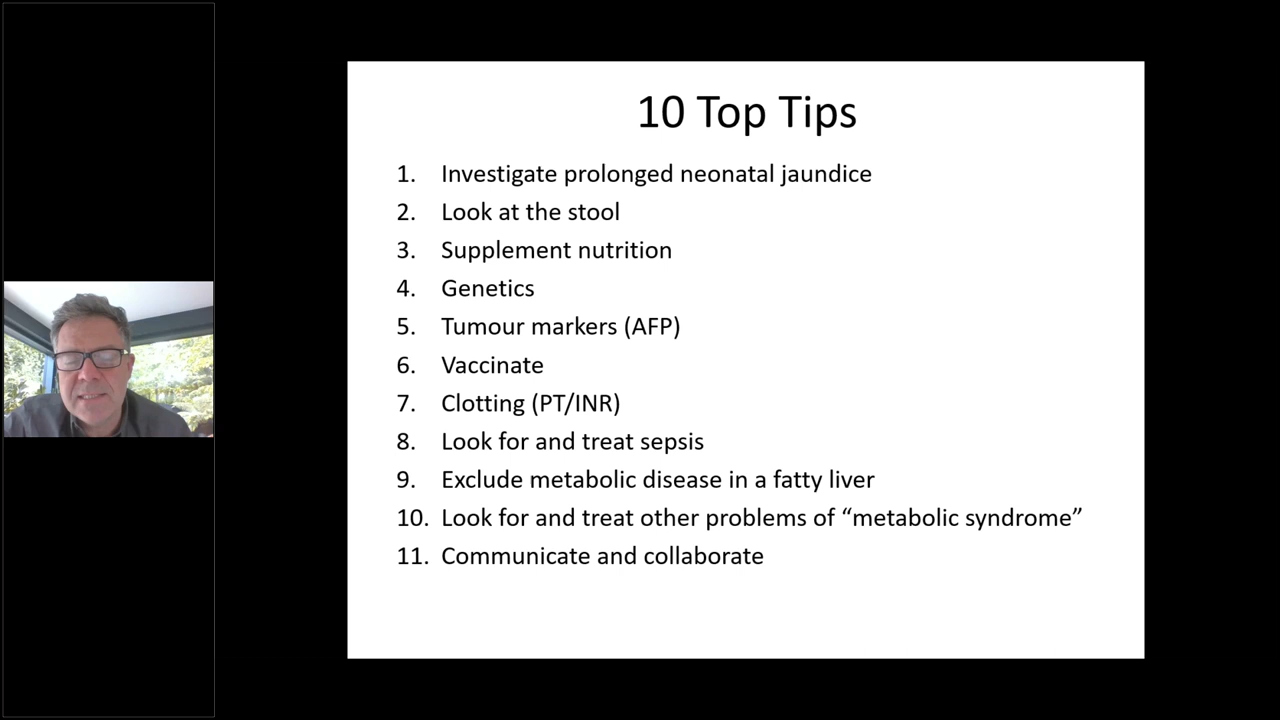 10 Top Tips
1. Investigate prolonged neonatal jaundice
2. Look at the stool
3. Supplement nutrition
4. Genetics
5. Tumour markers (AFP)
6. Vaccinate
7. Clotting (PT/INR)
8. Look for and treat sepsis
9. Exclude metabolic disease in a fatty liver
10. Look for and treat other problems of “metabolic syndrome”
11. Communicate and collaborate